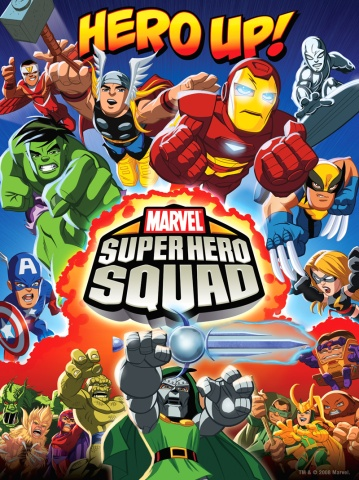 HERO UP!
MARVEL
SUPER HERO
SQUAD
A
TM & © 2008 Marvel.